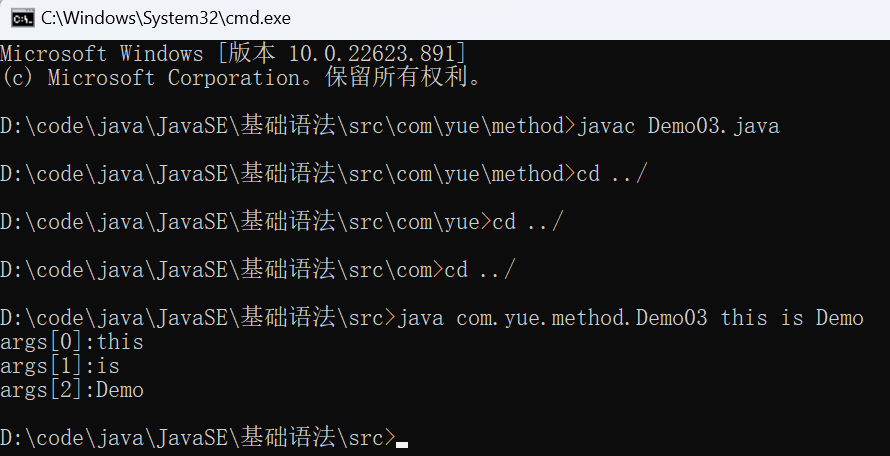 C:\Windows\System32\cmd.exe
Microsoft Windows [版本 10.0.22623.891]
(c) Microsoft Corporation。保留所有权利。
D:\code\java\JavaSE\基础语法\src\com\yue\method>javac Demo03.java
D:\code\java\JavaSE\基础语法\src\com\yue\method>cd ../
D:\code\java\JavaSE\基础语法\src\com\yue>cd ../
D:\code\java\JavaSE\基础语法\src\com>cd ../
D:\code\java\JavaSE\基础语法\src>java com.yue.method.Demo03 this is Demo
args[0]:this
args[1]:is
args[2]:Demo
D:\code\java\JavaSE\基础语法\src>